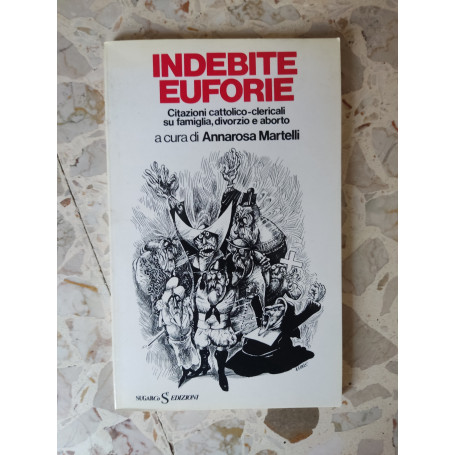 INDEBITE
EUFORIE
Citazioni cattolico-clericali
su famiglia, divorzio e aborto
a cura di Annarosa Martelli
SUGARCo EDIZIONI